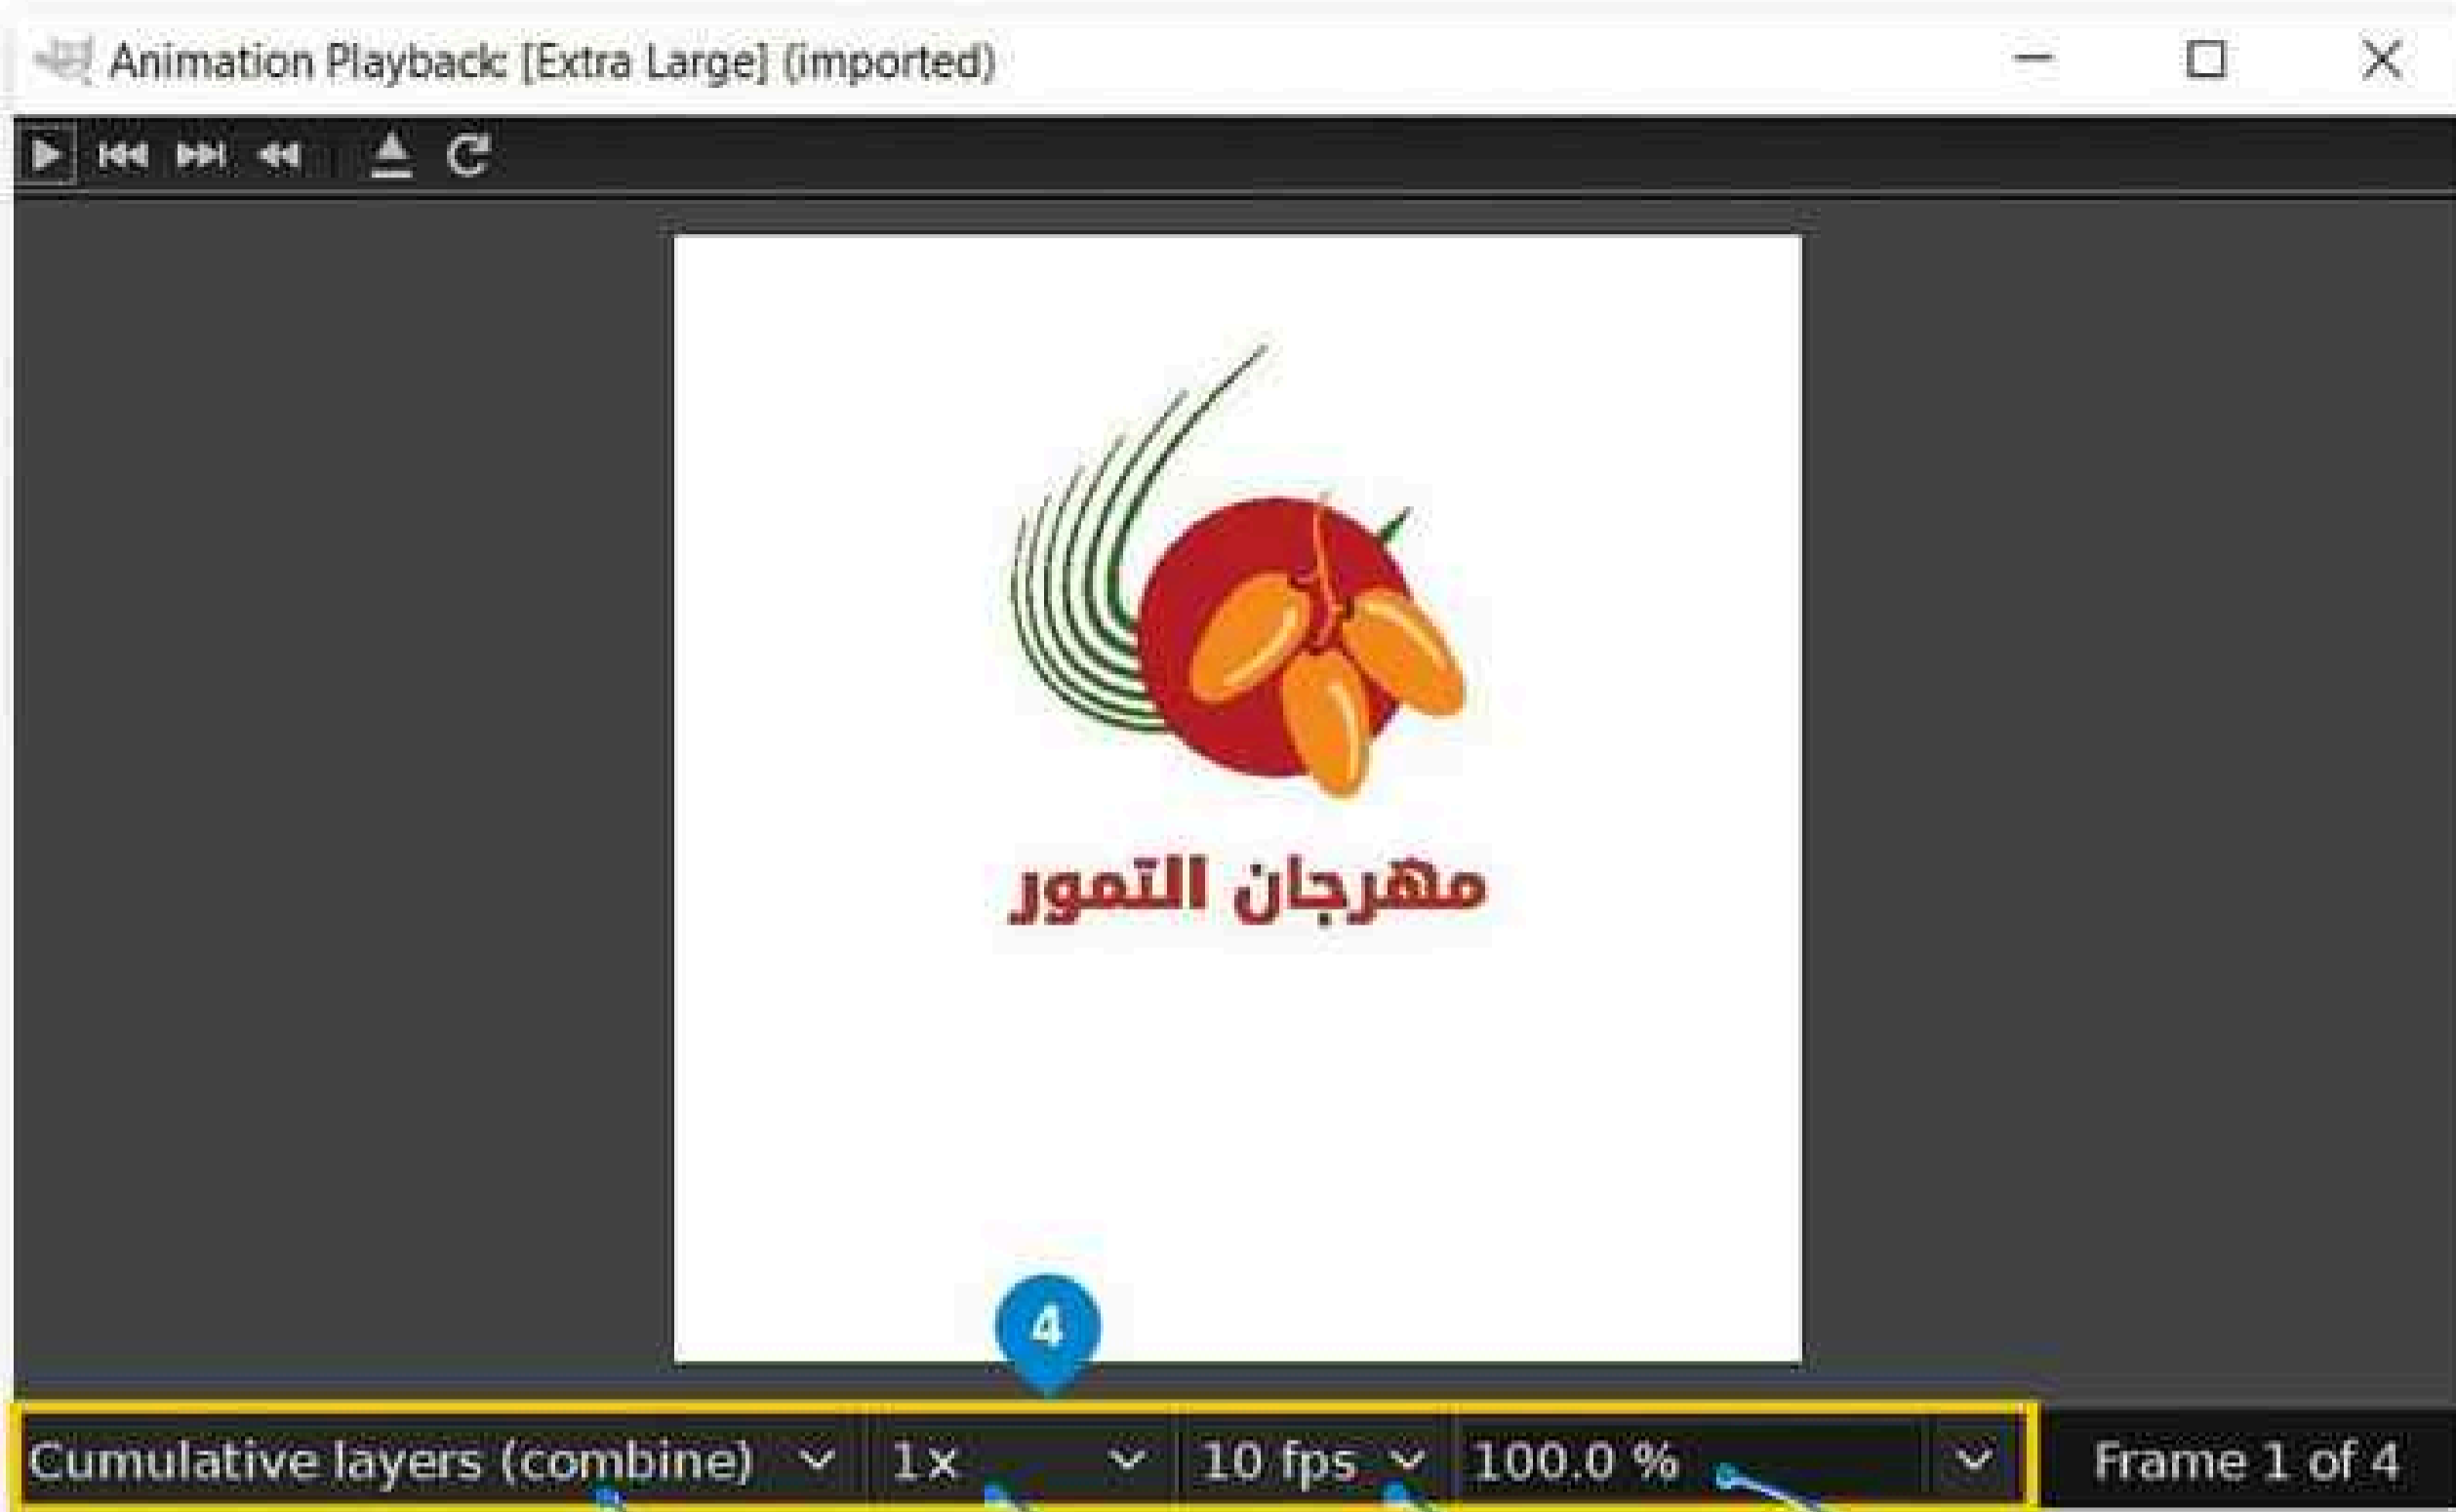 Animation Playback: [Extra Large] (imported)
مهرجان التمور
4
Cumulative layers (combine) 1x 10 fps 100.0 % Frame 1 of 4